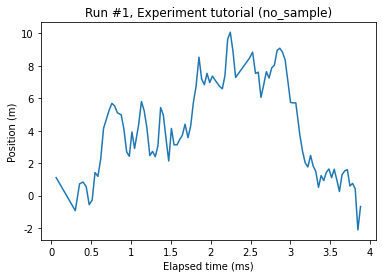 Run #1, Experiment tutorial (no_sample)
Position (m)
10
8
6
4
2
0
-2
0 0.5 1 1.5 2 2.5 3 3.5 4
Elapsed time (ms)